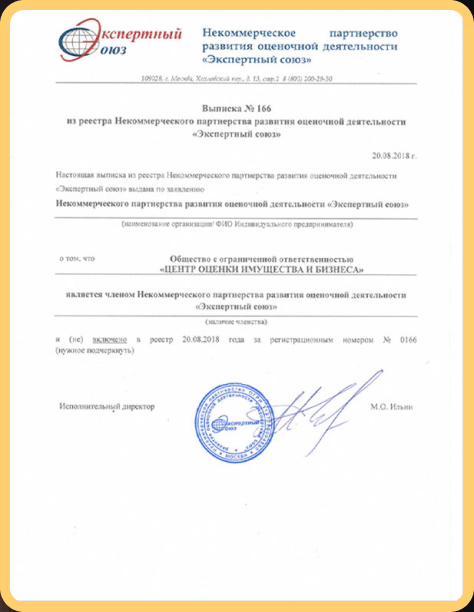 Экспертный
Союз
Некоммерческое партнерство
развития оценочной деятельности
«Экспертный союз»
109028, г. Москва, Хохловский пер., д. 13, стр.2 8 (800) 200-29-50
Выписка № 166
из реестра Некоммерческого партнерства развития оценочной деятельности
«Экспертный союз»
20.08.2018 г.
Настоящая выписка из реестра Некоммерческого партнерства развития оценочной деятельности
«Экспертный союз» выдана по заявлению
Некоммерческого партнерства развития оценочной деятельности «Экспертный союз»
(наименование организации/ ФИО Индивидуального предпринимателя)
о том, что Общество с ограниченной ответственностью
«ЦЕНТР ОЦЕНКИ ИМУЩЕСТВА И БИЗНЕСА»
является членом Некоммерческого партнерства развития оценочной деятельности
«Экспертный союз»
(наличие членства)
и (не) включено в реестр 20.08.2018 года за регистрационным номером № 0166
(нужное подчеркнуть)
Исполнительный директор М.О. Ильин
Экспертный
Союз
МОСКВА